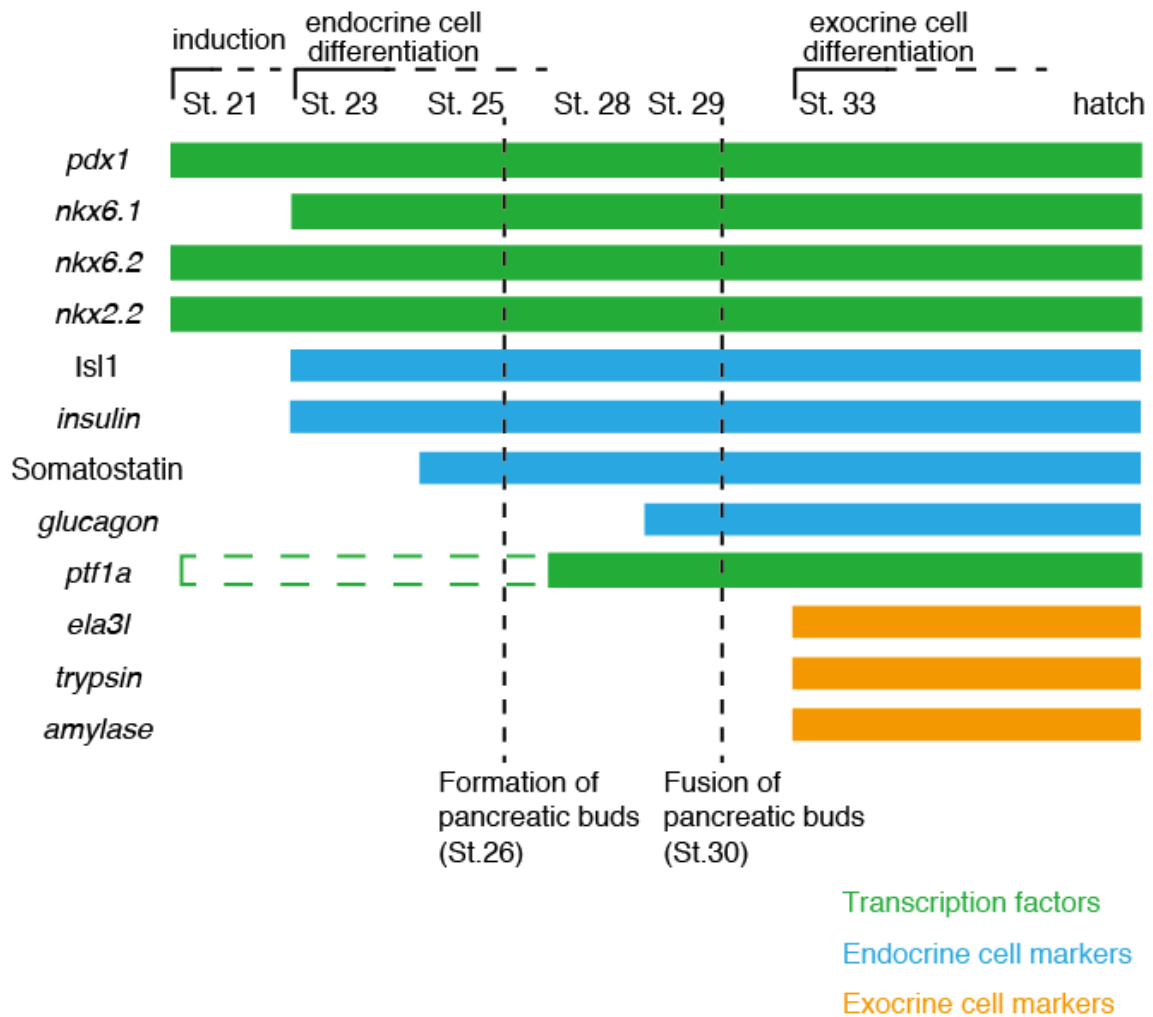 induction
endocrine cell
differentiation
exocrine cell
differentiation
St. 21
St. 23
St. 25
St. 28
St. 29
St. 33
hatch
pdx1
nkx6.1
nkx6.2
nkx2.2
Isl1
insulin
Somatostatin
glucagon
ptf1a
ela3l
trypsin
amylase
Formation of
pancreatic buds
(St.26)
Fusion of
pancreatic buds
(St.30)
Transcription factors
Endocrine cell markers
Exocrine cell markers